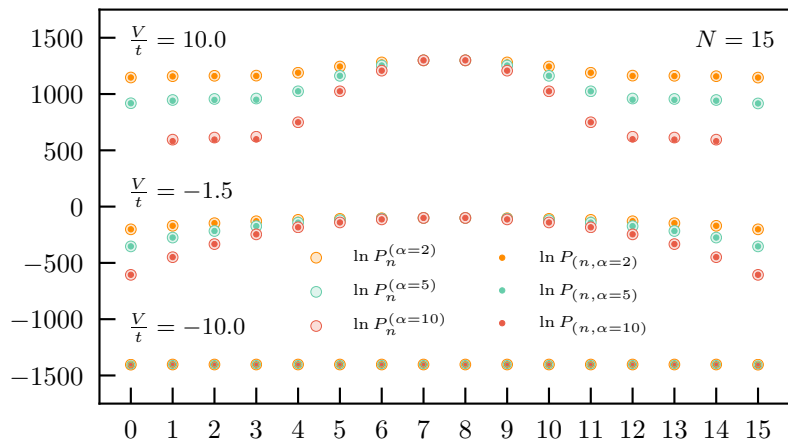 1500
1000
500
0
−500
−1000
−1500
V/t = 10.0
N = 15
V/t = −1.5
ln P_n^{(α=2)}
ln P_{(n,α=2)}
ln P_n^{(α=5)}
ln P_{(n,α=5)}
ln P_n^{(α=10)}
ln P_{(n,α=10)}
V/t = −10.0
0 1 2 3 4 5 6 7 8 9 10 11 12 13 14 15